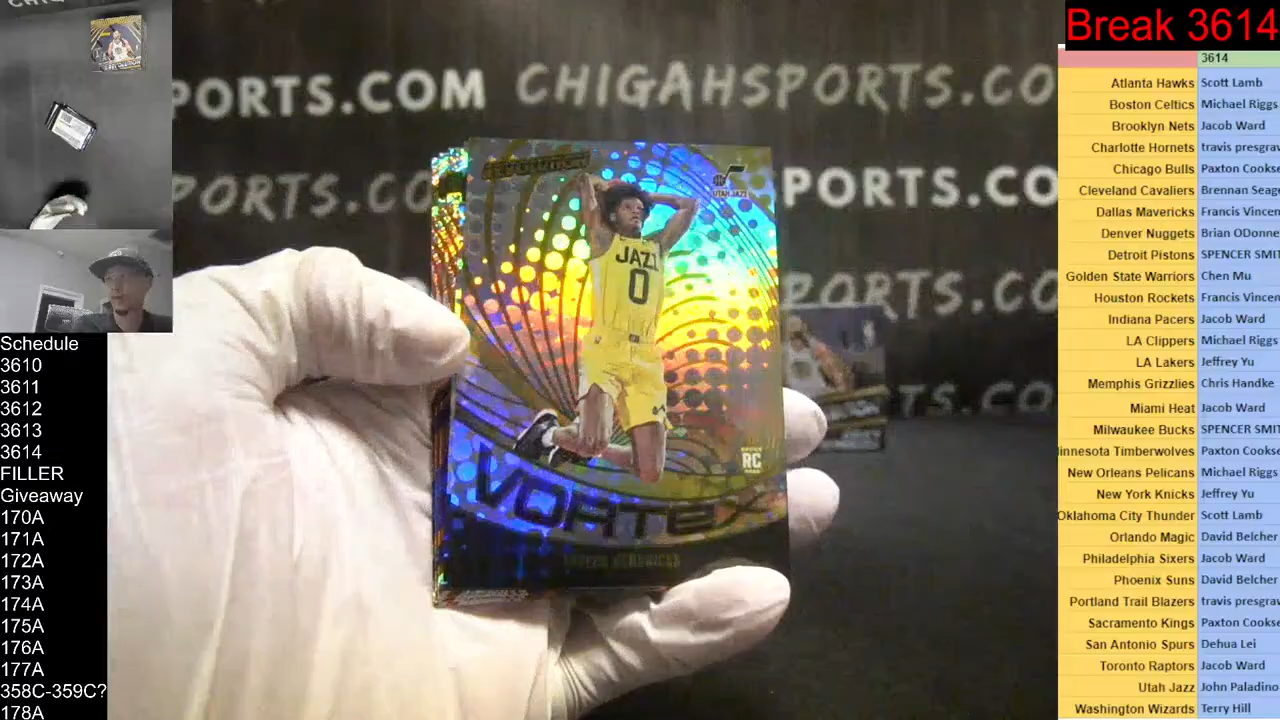 Break 3614
3614
Atlanta Hawks Scott Lamb
Boston Celtics Michael Riggs
Brooklyn Nets Jacob Ward
Charlotte Hornets travis presgrav
Chicago Bulls Paxton Cookse
Cleveland Cavaliers Brennan Seag
Dallas Mavericks Francis Vincen
Denver Nuggets Brian ODonne
Detroit Pistons SPENCER SMIT
Golden State Warriors Chen Mu
Houston Rockets Francis Vincen
Indiana Pacers Jacob Ward
LA Clippers Michael Riggs
LA Lakers Jeffrey Yu
Memphis Grizzlies Chris Handke
Miami Heat Jacob Ward
Milwaukee Bucks SPENCER SMIT
innesota Timberwolves Paxton Cookse
New Orleans Pelicans Michael Riggs
New York Knicks Jeffrey Yu
Oklahoma City Thunder Scott Lamb
Orlando Magic David Belcher
Philadelphia Sixers Jacob Ward
Phoenix Suns David Belcher
Portland Trail Blazers travis presgrav
Sacramento Kings Paxton Cookse
San Antonio Spurs Dehua Lei
Toronto Raptors Jacob Ward
Utah Jazz John Paladino
Washington Wizards Terry Hill
Schedule
3610
3611
3612
3613
3614
FILLER
Giveaway
170A
171A
172A
173A
174A
175A
176A
177A
358C-359C?
178A
PORTS.COM CHIGAHSPORTS.CO
PORTS.COM
PORTS.CO
REVOLUTION
UTAH JAZZ
JAZZ
0
RC
VORTEX